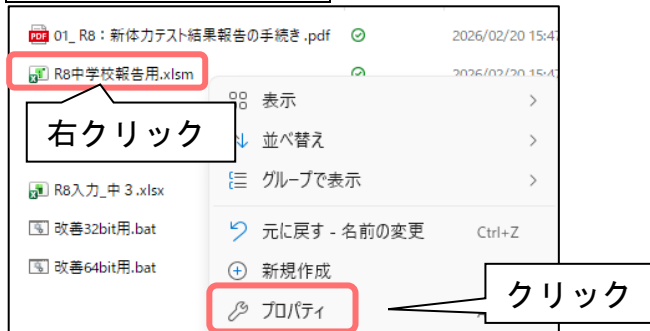 01_R8：新体力テスト結果報告の手続き.pdf 2026/02/20 15:47
R8中学校報告用.xlsm 2026/02/20 15:47
表示
右クリック
並べ替え
R8入力_中３.xlsx
グループで表示
改善32bit用.bat
元に戻す - 名前の変更 Ctrl+Z
改善64bit用.bat
新規作成
プロパティ
クリック